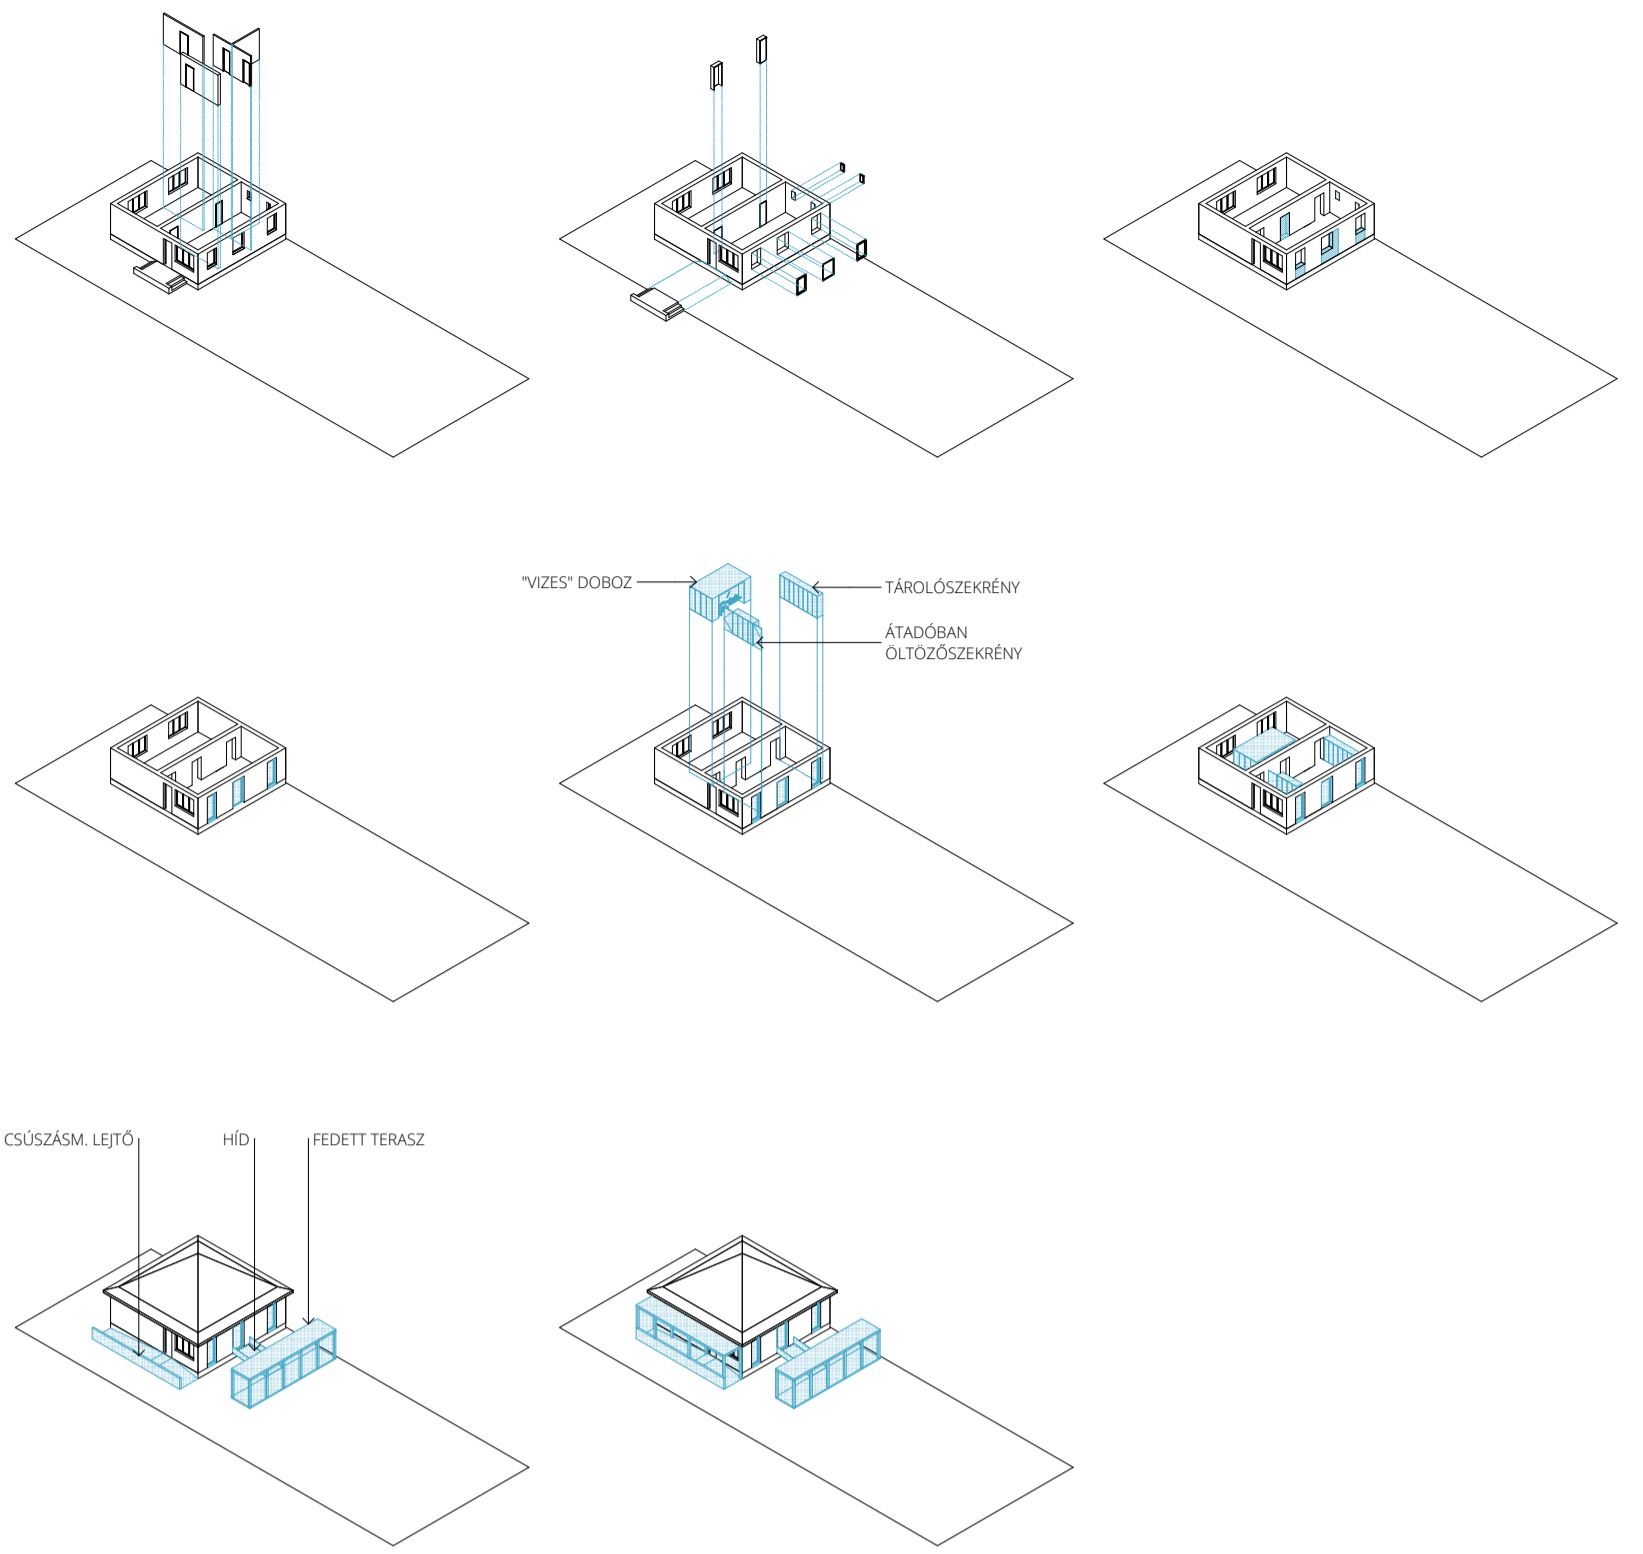 "VIZES" DOBOZ
TÁROLÓSZEKRÉNY
ÁTADÓBAN
ÖLTÖZŐSZEKRÉNY
CSÚSZÁSM. LEJTŐ
HÍD
FEDETT TERASZ